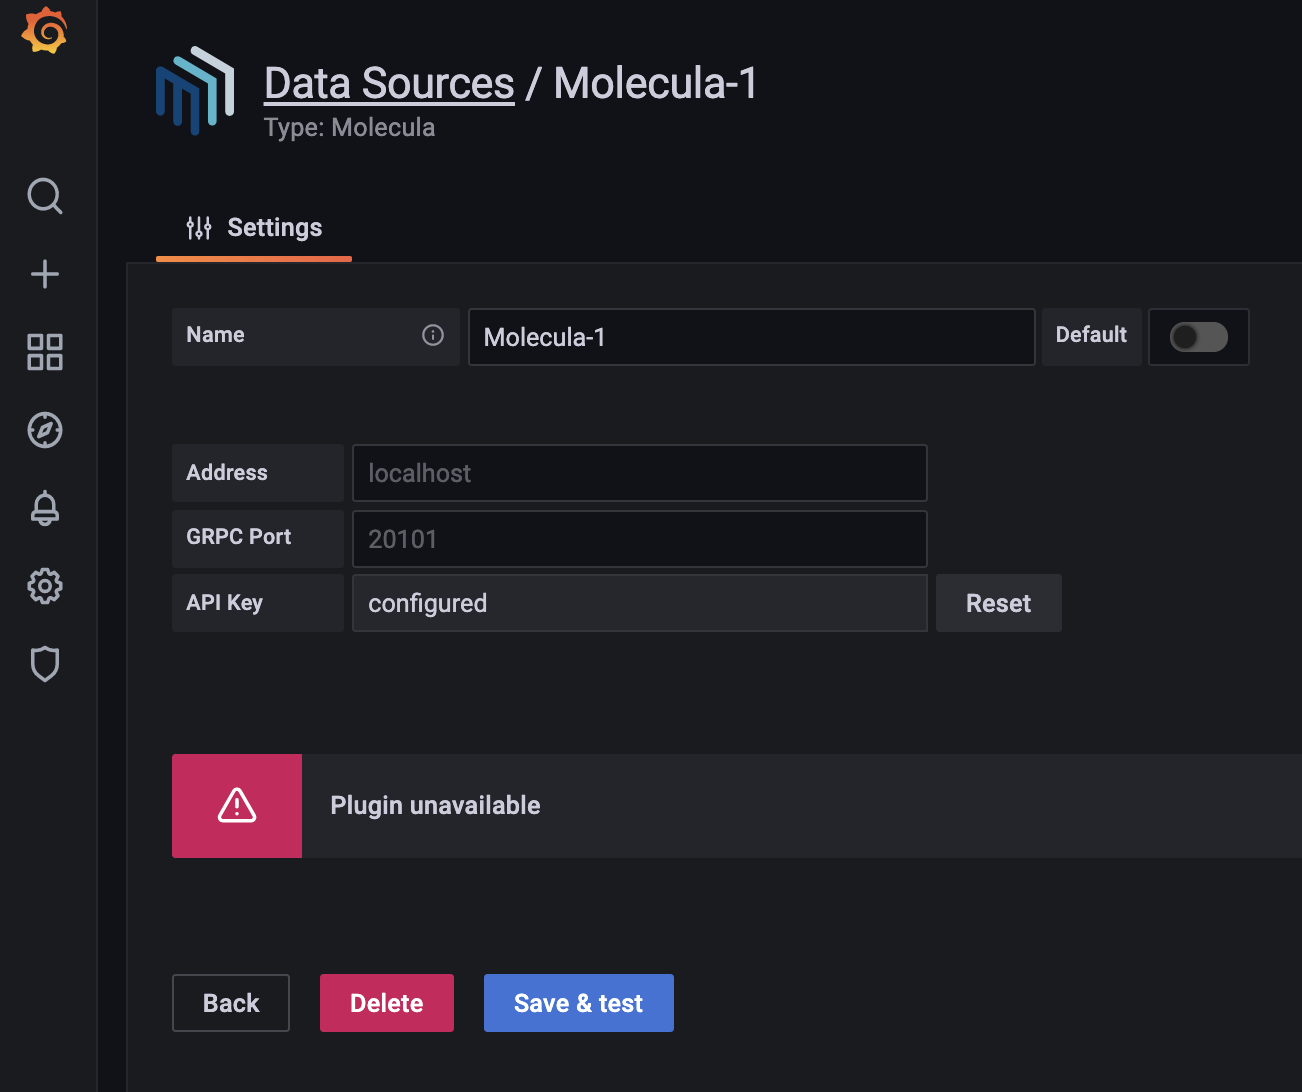 Data Sources / Molecula-1
Type: Molecula
Settings
Name
Molecula-1
Default
Address
localhost
GRPC Port
20101
API Key
configured
Reset
Plugin unavailable
Back
Delete
Save & test